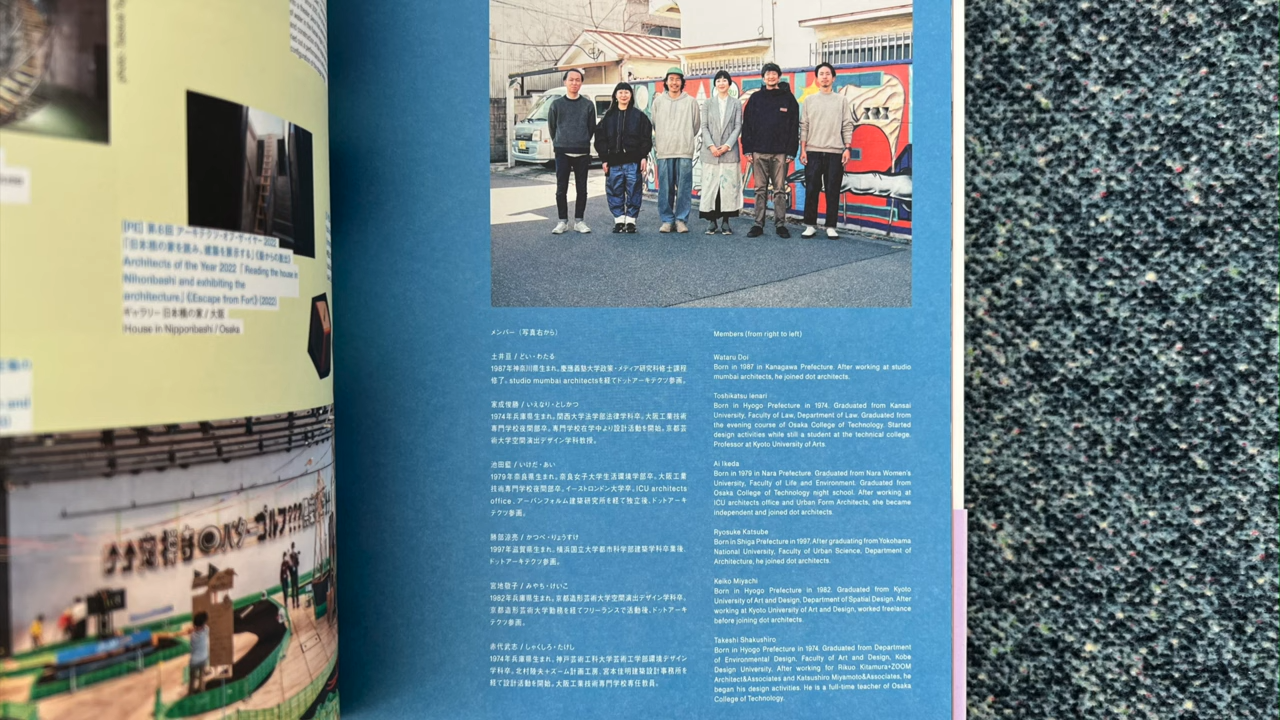 [P.E] 第6回 アーキテクツ・オブ・ザ・イヤー 2022
「日本橋の家を読み、建築を展示する」《砦からの進出》
Architects of the Year 2022「Reading the house in
Nihonbashi and exhibiting the
architecture」《Escape from Fort》(2022)
ギャラリー 日本橋の家 / 大阪
House in Nipponbashi / Osaka
メンバー（写真右から）
土井亘 / どい・わたる
1987年神奈川県生まれ。慶應義塾大学政策・メディア研究科修士課程
修了。studio mumbai architectsを経てドットアーキテクツ参画。
家成俊勝 / いえなり・としかつ
1974年兵庫県生まれ。関西大学法学部法律学科卒。大阪工業技術
専門学校夜間部卒。専門学校在学中より設計活動を開始。京都芸
術大学空間演出デザイン学科教授。
池田藍 / いけだ・あい
1979年奈良県生まれ。奈良女子大学生活環境学部卒。大阪工業
技術専門学校夜間部卒。イーストロンドン大学卒。ICU architects
office、アーバンフォルム建築研究所を経て独立後、ドットアーキ
テクツ参画。
勝部涼亮 / かつべ・りょうすけ
1997年滋賀県生まれ。横浜国立大学都市科学部建築学科卒業後、
ドットアーキテクツ参画。
宮地敬子 / みやち・けいこ
1982年兵庫県生まれ。京都造形芸術大学空間演出デザイン学科卒。
京都造形芸術大学勤務を経てフリーランスで活動後、ドットアーキ
テクツ参画。
赤代武志 / しゃくしろ・たけし
1974年兵庫県生まれ。神戸芸術工科大学芸術工学部環境デザイン
学科卒。北村陸夫+ズーム計画工房、宮本佳明建築設計事務所を
経て設計活動を開始。大阪工業技術専門学校専任教員。
Members (from right to left)
Wataru Doi
Born in 1987 in Kanagawa Prefecture. After working at studio
mumbai architects, he joined dot architects.
Toshikatsu Ienari
Born in Hyogo Prefecture in 1974. Graduated from Kansai
University, Faculty of Law, Department of Law. Graduated from
the evening course of Osaka College of Technology. Started
design activities while still a student at the technical college.
Professor at Kyoto University of Arts.
Ai Ikeda
Born in 1979 in Nara Prefecture. Graduated from Nara Women's
University, Faculty of Life and Environment. Graduated from
Osaka College of Technology night school. After working at
ICU architects office and Urban Form Architects, she became
independent and joined dot architects.
Ryosuke Katsube
Born in Shiga Prefecture in 1997. After graduating from Yokohama
National University, Faculty of Urban Science, Department of
Architecture, he joined dot architects.
Keiko Miyachi
Born in Hyogo Prefecture in 1982. Graduated from Kyoto
University of Art and Design, Department of Spatial Design. After
working at Kyoto University of Art and Design, worked freelance
before joining dot architects.
Takeshi Shakushiro
Born in Hyogo Prefecture in 1974. Graduated from Department
of Environmental Design, Faculty of Art and Design, Kobe
Design University. After working for Rikuo Kitamura+ZOOM
Architect&Associates and Katsuhiro Miyamoto&Associates, he
began his design activities. He is a full-time teacher of Osaka
College of Technology.